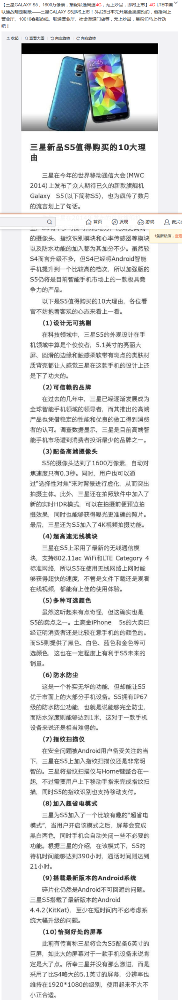 【三星GALAXY S5，1600万像素，搭配联通高速4G，无上妙品，即将上市】4G LTE中国
联通战略定制版——三星GALAXY S5即将上市！3月28日率先开展全渠道预约，包括网上
营业厅、10010客服热线、联通营业厅、社会渠道门店等，无上妙品，星粉们马上行动
吧！
收起 查看大图 向左旋转 向右旋转
SAMSUNG
12:45
三星新品S5值得购买的10大理
由
三星在今年的世界移动通信大会(MWC
2014)上发布了众人期待已久的新款旗舰机
Galaxy S5(以下简称S5)，也为疯传了数月
的流言划上了句话。
首页 发现 游戏 麦尖
1条新私信，查看
的摄像头、指纹识别模块和心率传感器等模块
以及防水功能的加入都为其加分不少。虽然较
S4而言升级不多，但S4已经将Android智能
手机提升到一个比较高的档次，所以加强版的
S5仍将是目前智能手机市场上的一款极具竞
争力的产品。
以下是S5值得购买的10大理由，各位看
官不妨抱着客观的心态来看上一看。
（1）设计无可挑剔
在科技领域中，三星S5的外观设计在手
机领域中算是个佼佼者，5.1英寸的亮丽大
屏、圆滑的边缘和触感柔软带有斑点的类肤材
质背壳都让人感觉三星在这款手机的设计上还
是下了功夫的。
（2）可信赖的品牌
在过去的几年中，三星已经逐渐发展成为
全球智能手机领域的领导者，而其推出的高端
产品也凭借稳定的性能和优良的做工得到消费
者的认可。调查数据显示，三星是目前高端智
能手机市场遭到消费者投诉最少的品牌之一。
（3）配备高端摄像头
S5的摄像头达到了1600万像素，自动对
焦速度只有0.3秒。同时，用户也可以通
过“选择性对焦”来对背景进行虚化，从而突出
拍摄主体。此外，三星还在拍照软件中加入了
新的实时HDR模式，可以在拍摄前便预览拍
摄效果，同时也能够获得曝光更准确的照片。
最后，三星还为S5加入了4K视频拍摄功能。
（4）超高速无线模块
三星在S5上采用了最新的无线通信模
块，支持802.11ac WiFi和LTE Category 4
标准网络，所以S5在使用无线网络上网时能
够获得超快的速度，不管是文件下载还是观看
在线视频，都能有上佳的使用体验。
（5）多种可选颜色
虽然这听起来有点奇怪，但这确实也是
S5的卖点之一。土豪金iPhone 5s的大卖已
经证明消费者还是比较在意手机的的颜色的。
而S5则提供了黑色、白色、蓝色和金色等可
选颜色，这也在一定程度上有利于S5未来的
销量。
（6）防水防尘
这是一个朴实无华的功能，但却能让S5
优于市面上的大部分手机设备。S5拥有IP67
级的防水防尘功能，也就是说能够完全防尘，
而防水深度则能够达到1米，这对于一款手机
设备来说还是相当难得的。
（7）指纹扫描仪
在安全问题被Android用户备受关注的当
下，三星在S5上加入指纹扫描仪还是非常明
智的。三星将指纹扫描仪与Home键整合在一
起，不过需要用户上下移动手指来完成指纹扫
描，同时S5的指纹识别也支持移动支付。
（8）加入超省电模式
三星为S5加入了一个比较有趣的“超省电
模式”，当用户开启该模式之后，屏幕会变成
黑白两色，同时手机会自动关闭一些不必要的
功能。根据三星的介绍，在该模式下，S5的
待机时间能够达到390小时，通话时间则达到
21小时。
（9）搭载最新版本的Android系统
碎片化仍然是Android不可回避的问题。
三星S5搭载了最新版本的Android
4.4.2(KitKat)，至少在短时间内不必考虑系
统大幅升级的问题。
（10）恰到好处的屏幕
此前有传言称三星将会为S5配备6英寸的
巨屏，如此大的屏幕对于一款手机设备来说肯
定是大了点。所幸三星并没有那么激进，而是
采用了比S4略大的5.1英寸的屏幕，分辨率也
维持在1920*1080的级别，使用起来不大不
小正合适。